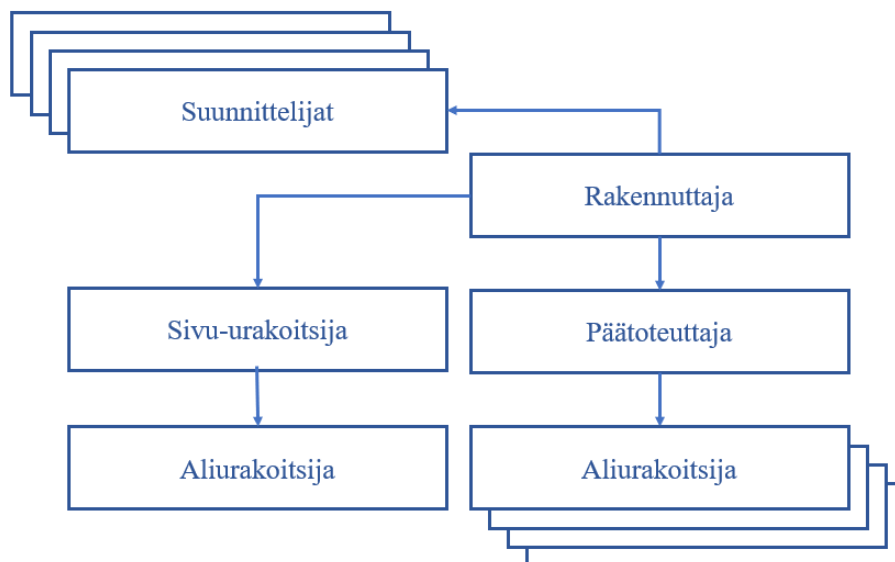 Suunnittelijat
Rakennuttaja
Sivu-urakoitsija
Päätoteuttaja
Aliurakoitsija
Aliurakoitsija